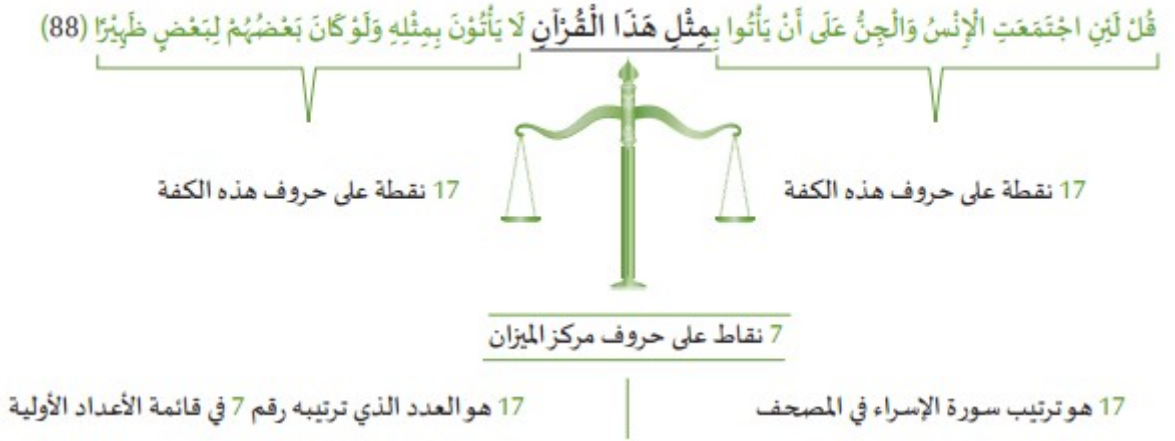 قُلْ لَئِنِ اجْتَمَعَتِ الْإِنْسُ وَالْجِنُّ عَلَى أَنْ يَأْتُوا بِمِثْلِ هَذَا الْقُرْآنِ لَا يَأْتُوْنَ بِمِثْلِهِ وَلَوْ كَانَ بَعْضُهُمْ لِبَعْضٍ ظَهِيْرًا (88)
17 نقطة على حروف هذه الكفة
17 نقطة على حروف هذه الكفة
7 نقاط على حروف مركز الميزان
17 هو ترتيب سورة الإسراء في المصحف
17 هو العدد الذي ترتيبه رقم 7 في قائمة الأعداد الأولية